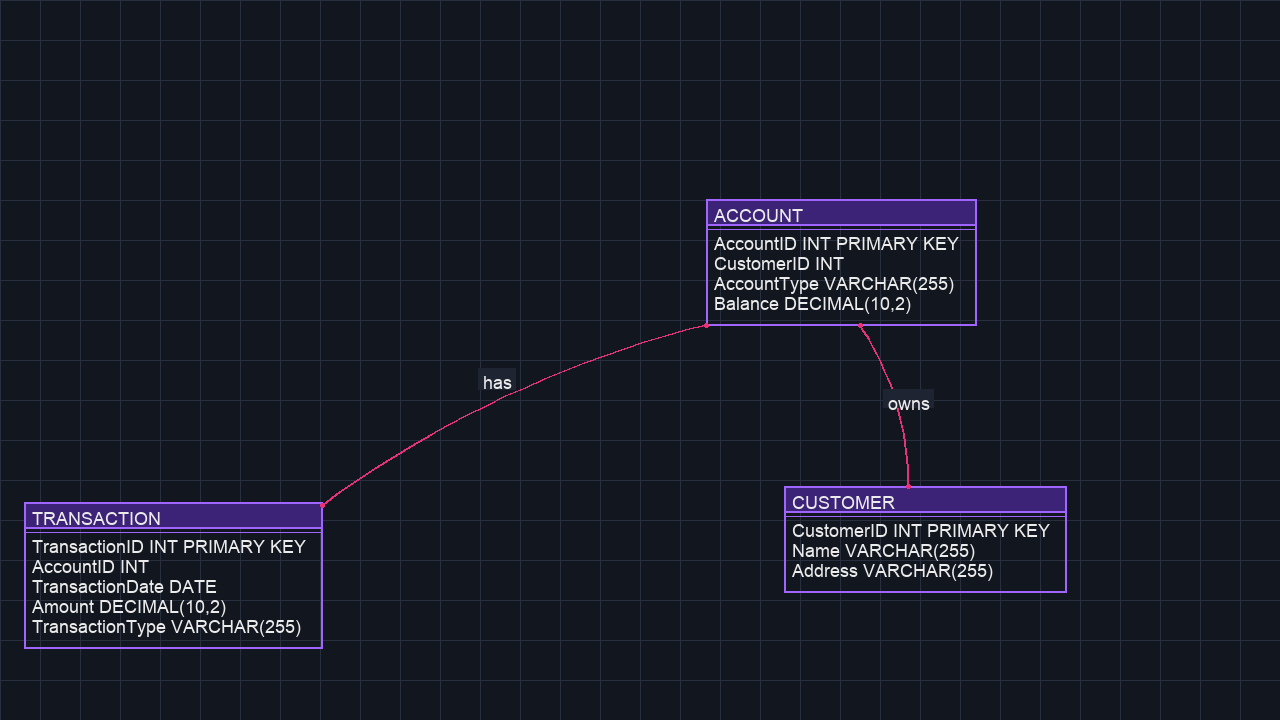 ACCOUNT
AccountID INT PRIMARY KEY
CustomerID INT
AccountType VARCHAR(255)
Balance DECIMAL(10,2)
has
owns
TRANSACTION
TransactionID INT PRIMARY KEY
AccountID INT
TransactionDate DATE
Amount DECIMAL(10,2)
TransactionType VARCHAR(255)
CUSTOMER
CustomerID INT PRIMARY KEY
Name VARCHAR(255)
Address VARCHAR(255)